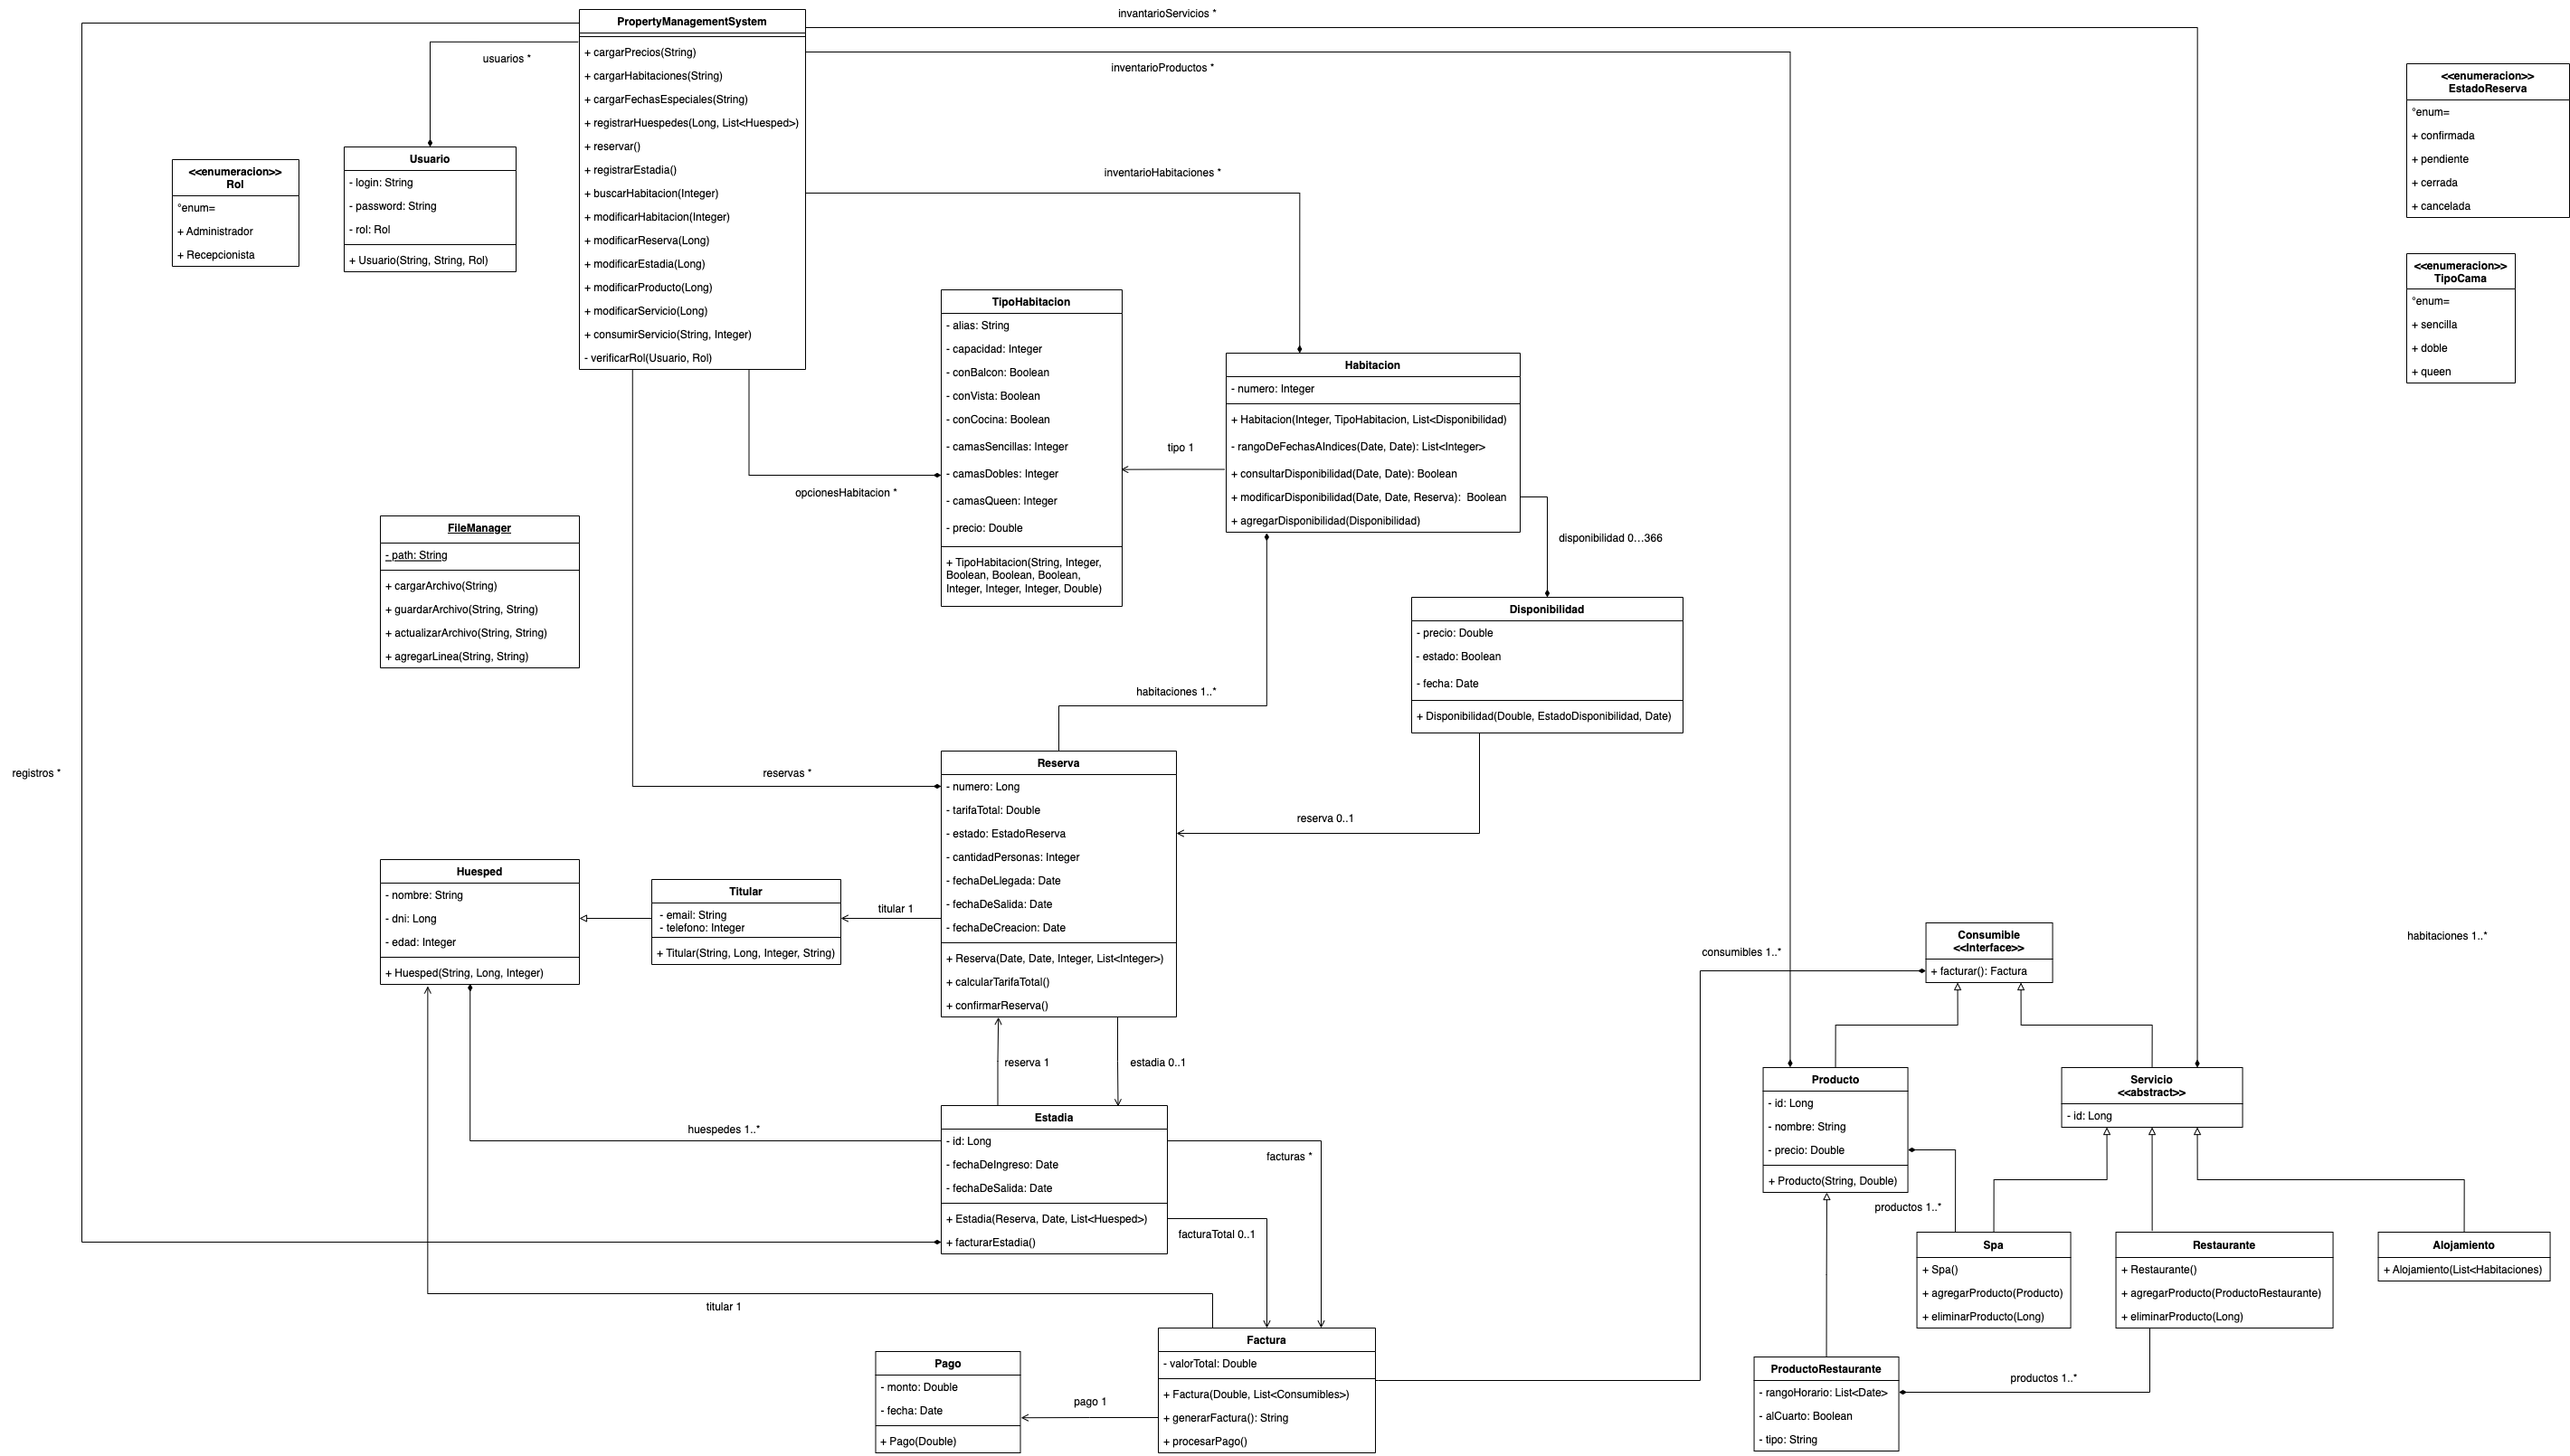 PropertyManagementSystem
+ cargarPrecios(String)
+ cargarHabitaciones(String)
+ cargarFechasEspeciales(String)
+ registrarHuespedes(Long, List<Huesped>)
+ reservar()
+ registrarEstadia()
+ buscarHabitacion(Integer)
+ modificarHabitacion(Integer)
+ modificarReserva(Long)
+ modificarEstadia(Long)
+ modificarProducto(Long)
+ modificarServicio(Long)
+ consumirServicio(String, Integer)
- verificarRol(Usuario, Rol)
invantarioServicios *
inventarioProductos *
usuarios *
inventarioHabitaciones *
<<enumeracion>>
EstadoReserva
°enum=
+ confirmada
+ pendiente
+ cerrada
+ cancelada
<<enumeracion>>
Rol
°enum=
+ Administrador
+ Recepcionista
Usuario
- login: String
- password: String
- rol: Rol
+ Usuario(String, String, Rol)
<<enumeracion>>
TipoCama
°enum=
+ sencilla
+ doble
+ queen
TipoHabitacion
- alias: String
- capacidad: Integer
- conBalcon: Boolean
- conVista: Boolean
- conCocina: Boolean
- camasSencillas: Integer
- camasDobles: Integer
- camasQueen: Integer
- precio: Double
+ TipoHabitacion(String, Integer,
Boolean, Boolean, Boolean,
Integer, Integer, Integer, Double)
tipo 1
opcionesHabitacion *
Habitacion
- numero: Integer
+ Habitacion(Integer, TipoHabitacion, List<Disponibilidad)
- rangoDeFechasAIndices(Date, Date): List<Integer>
+ consultarDisponibilidad(Date, Date): Boolean
+ modificarDisponibilidad(Date, Date, Reserva): Boolean
+ agregarDisponibilidad(Disponibilidad)
disponibilidad 0...366
FileManager
- path: String
+ cargarArchivo(String)
+ guardarArchivo(String, String)
+ actualizarArchivo(String, String)
+ agregarLinea(String, String)
Disponibilidad
- precio: Double
- estado: Boolean
- fecha: Date
+ Disponibilidad(Double, EstadoDisponibilidad, Date)
habitaciones 1..*
registros *
reservas *
reserva 0..1
Reserva
- numero: Long
- tarifaTotal: Double
- estado: EstadoReserva
- cantidadPersonas: Integer
- fechaDeLlegada: Date
- fechaDeSalida: Date
- fechaDeCreacion: Date
+ Reserva(Date, Date, Integer, List<Integer>)
+ calcularTarifaTotal()
+ confirmarReserva()
Huesped
- nombre: String
- dni: Long
- edad: Integer
+ Huesped(String, Long, Integer)
Titular
- email: String
- telefono: Integer
+ Titular(String, Long, Integer, String)
titular 1
consumibles 1..*
Consumible
<<Interface>>
+ facturar(): Factura
habitaciones 1..*
reserva 1
estadia 0..1
huespedes 1..*
Estadia
- id: Long
- fechaDeIngreso: Date
- fechaDeSalida: Date
+ Estadia(Reserva, Date, List<Huesped>)
+ facturarEstadia()
facturas *
facturaTotal 0..1
titular 1
Producto
- id: Long
- nombre: String
- precio: Double
+ Producto(String, Double)
productos 1..*
Servicio
<<abstract>>
- id: Long
Spa
+ Spa()
+ agregarProducto(Producto)
+ eliminarProducto(Long)
Restaurante
+ Restaurante()
+ agregarProducto(ProductoRestaurante)
+ eliminarProducto(Long)
Alojamiento
+ Alojamiento(List<Habitaciones)
Pago
- monto: Double
- fecha: Date
+ Pago(Double)
pago 1
Factura
- valorTotal: Double
+ Factura(Double, List<Consumibles>)
+ generarFactura(): String
+ procesarPago()
ProductoRestaurante
- rangoHorario: List<Date>
- alCuarto: Boolean
- tipo: String
productos 1..*